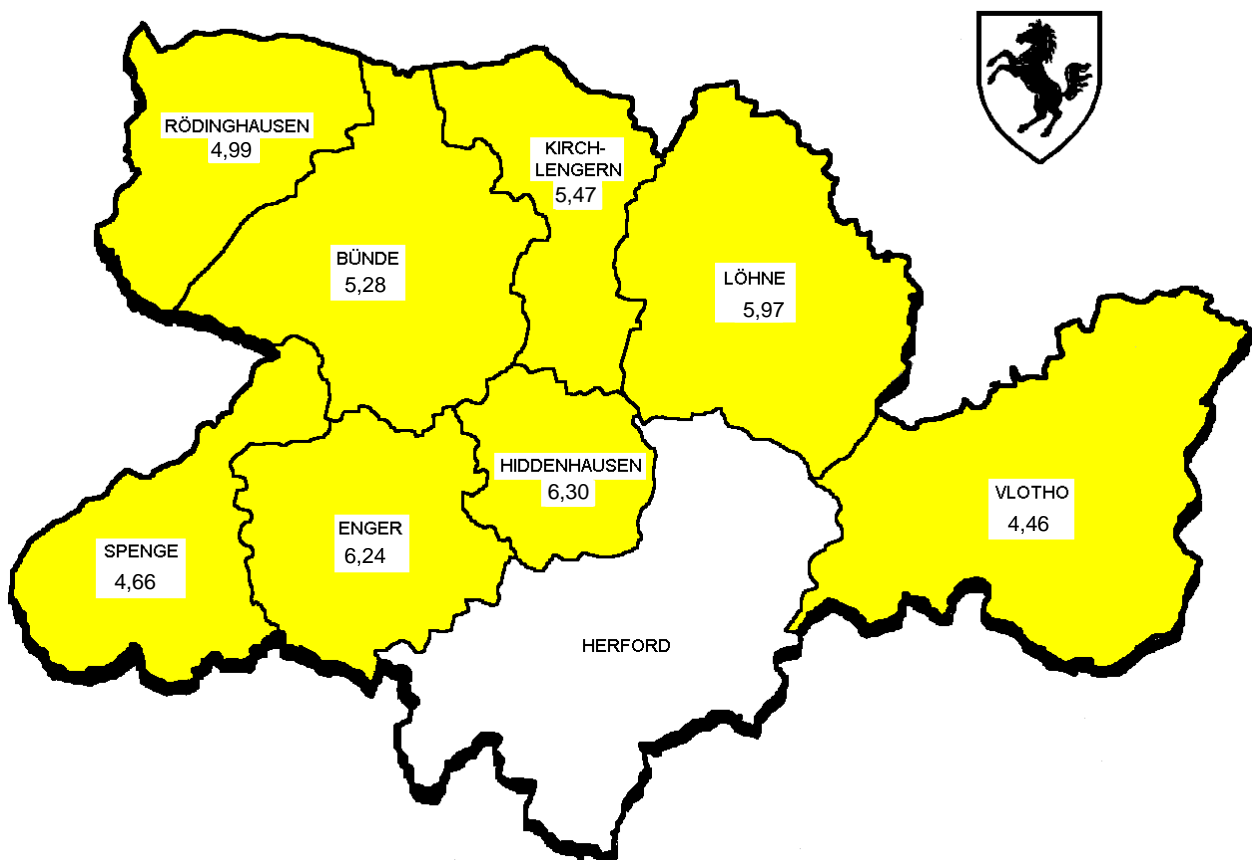 RÖDINGHAUSEN
4,99
KIRCH-
LENGERN
5,47
BÜNDE
5,28
LÖHNE
5,97
HIDDENHAUSEN
6,30
VLOTHO
4,46
ENGER
6,24
SPENGE
4,66
HERFORD